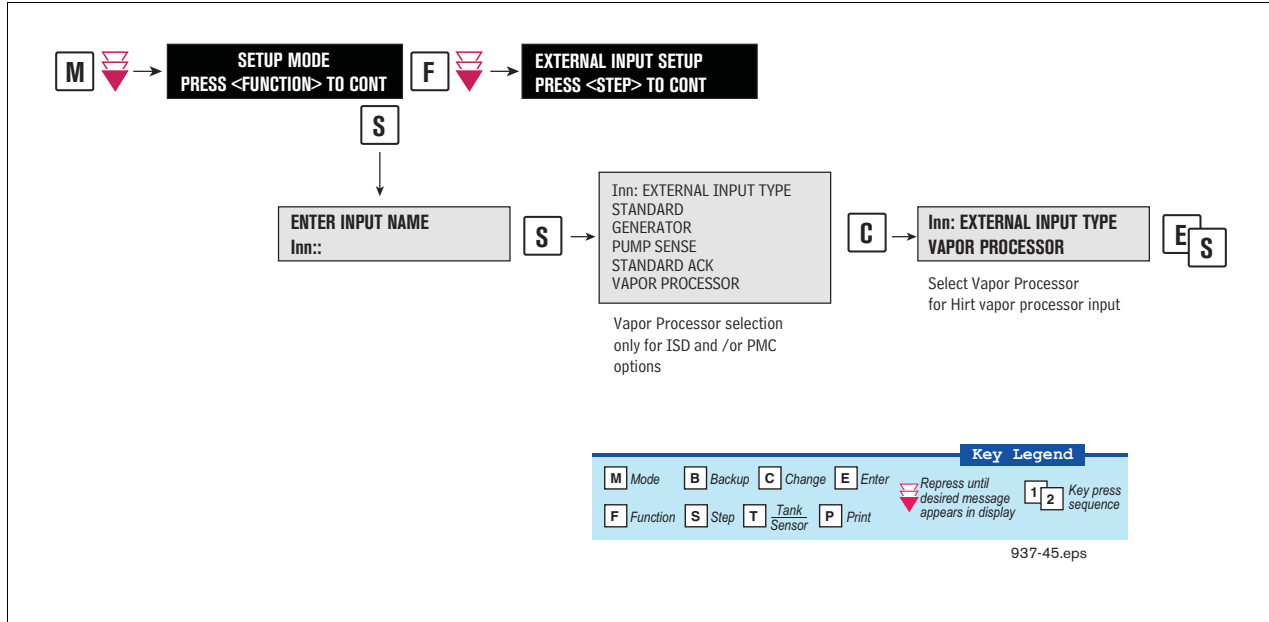 M
SETUP MODE
PRESS <FUNCTION> TO CONT
F
EXTERNAL INPUT SETUP
PRESS <STEP> TO CONT
S
ENTER INPUT NAME
Inn::
S
Inn: EXTERNAL INPUT TYPE
STANDARD
GENERATOR
PUMP SENSE
STANDARD ACK
VAPOR PROCESSOR
Vapor Processor selection
only for ISD and /or PMC
options
C
Inn: EXTERNAL INPUT TYPE
VAPOR PROCESSOR
Select Vapor Processor
for Hirt vapor processor input
E
S
Key Legend
M Mode B Backup C Change E Enter
F Function S Step T Tank
Sensor P Print
Repress until
desired message
appears in display
1 2 Key press
sequence
937-45.eps